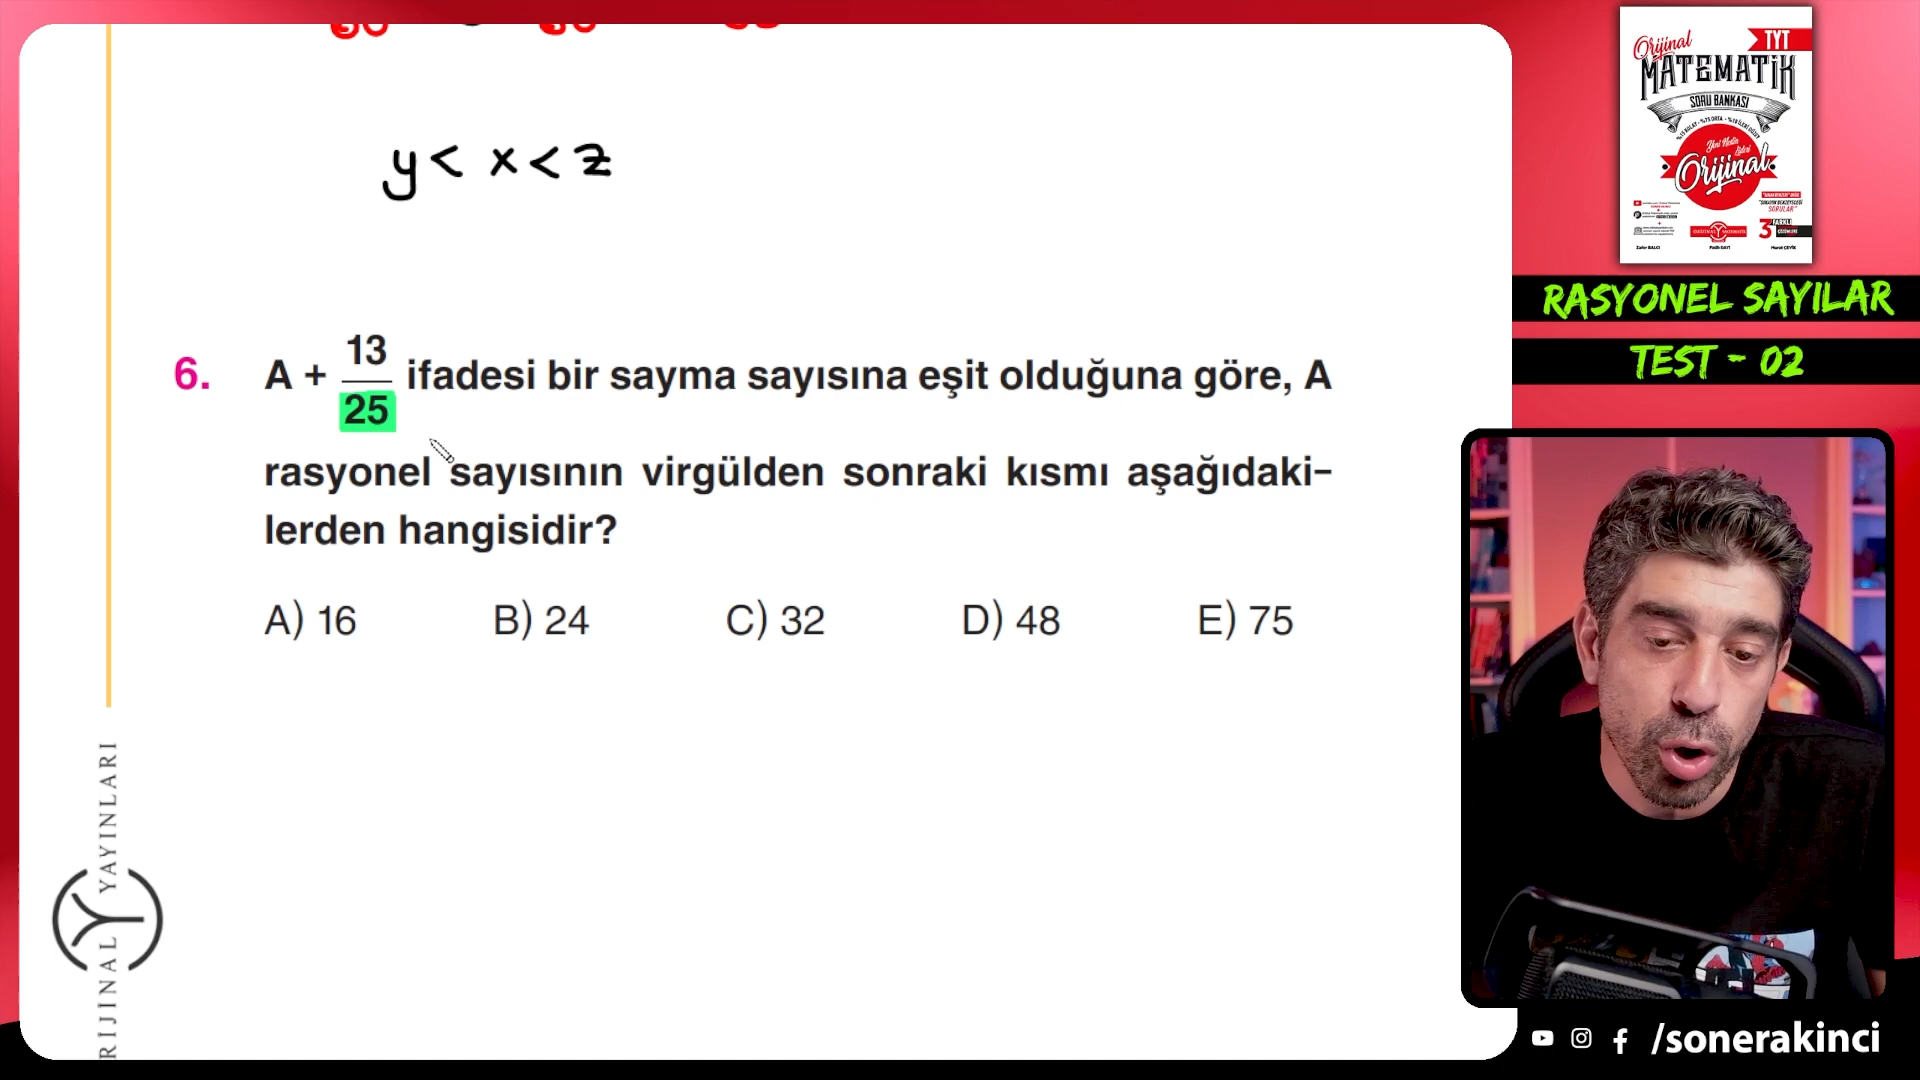 y < x < z
6. A + 13/25 ifadesi bir sayma sayısına eşit olduğuna göre, A
rasyonel sayısının virgülden sonraki kısmı aşağıdaki-
lerden hangisidir?
A) 16 B) 24 C) 32 D) 48 E) 75
RİJİNAL YAYINLARI
Orijinal
TYT
MATEMATİK
SORU BANKASI
Orijinal
3
RASYONEL SAYILAR
TEST - 02
/sonerakinci